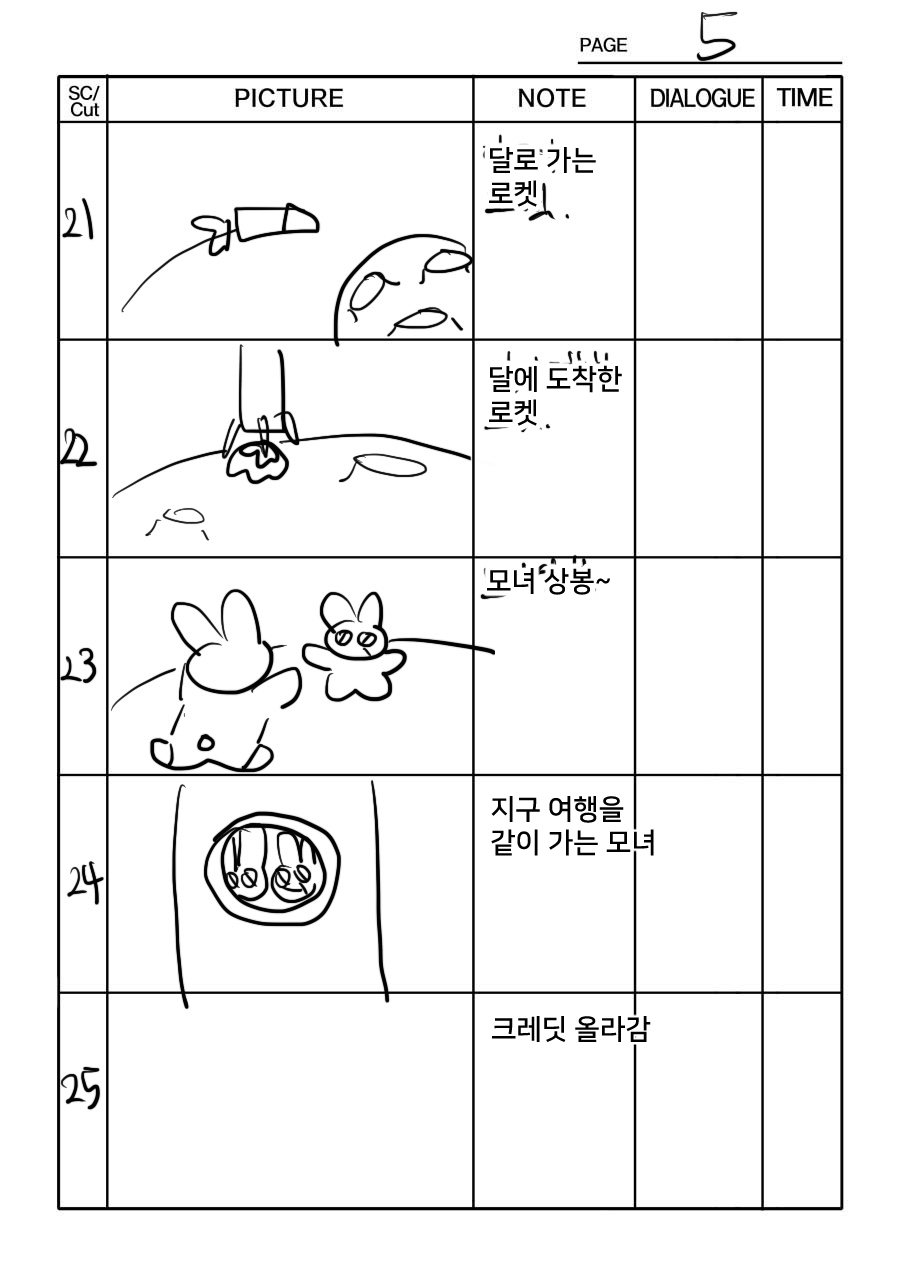 PAGE 5
SC/
Cut
PICTURE
NOTE
DIALOGUE
TIME
21
달로 가는
로켓
22
달에 도착한
로켓
23
모녀 상봉~
24
지구 여행을
같이 가는 모녀
25
크레딧 올라감